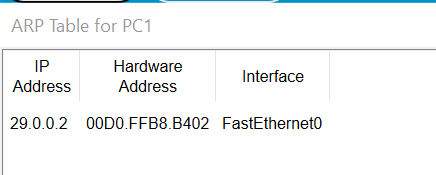 ARP Table for PC1
IP Address Hardware Address Interface
29.0.0.2 00D0.FFB8.B402 FastEthernet0